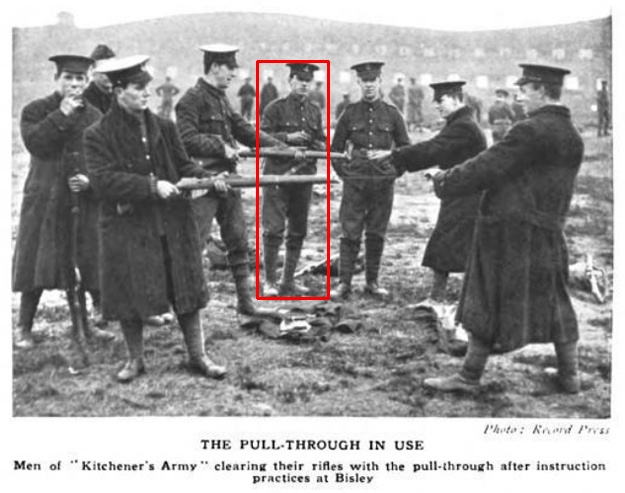 Photo: Record Press
THE PULL-THROUGH IN USE
Men of "Kitchener's Army" clearing their rifles with the pull-through after instruction
practices at Bisley